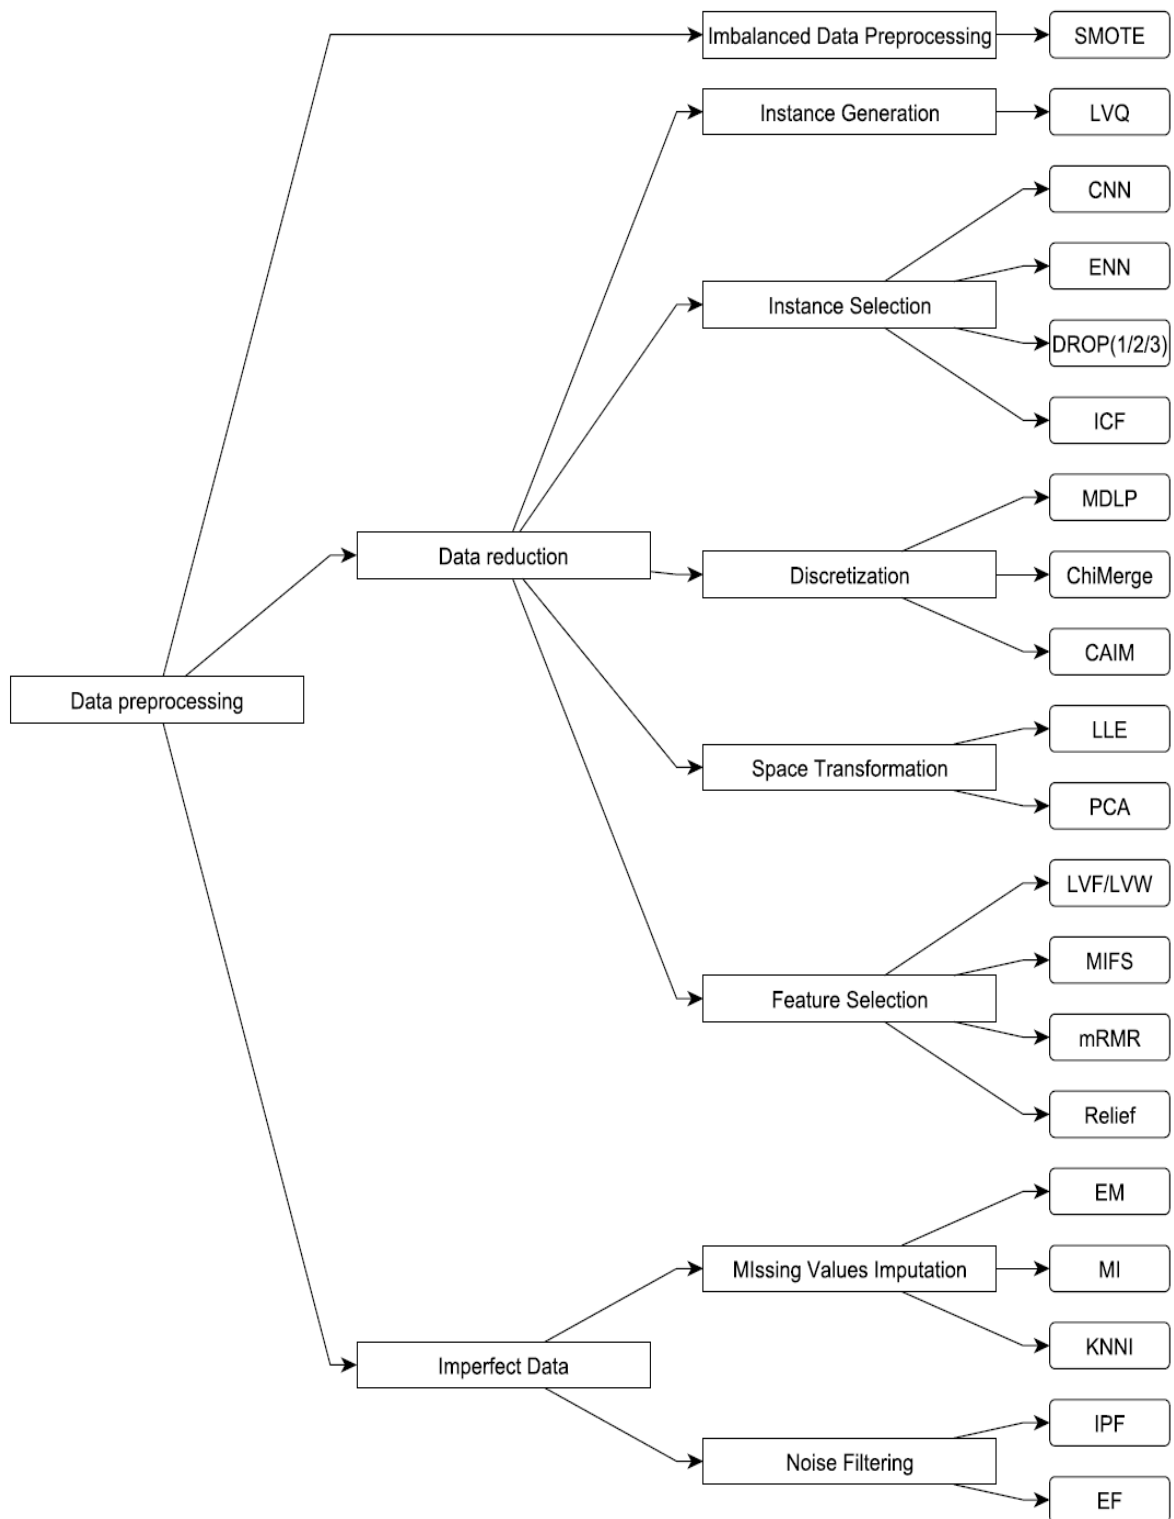 Imbalanced Data Preprocessing
SMOTE
Instance Generation
LVQ
CNN
ENN
Instance Selection
DROP(1/2/3)
ICF
MDLP
Data reduction
Discretization
ChiMerge
CAIM
Data preprocessing
LLE
Space Transformation
PCA
LVF/LVW
MIFS
Feature Selection
mRMR
Relief
EM
MIssing Values Imputation
MI
KNNI
Imperfect Data
IPF
Noise Filtering
EF